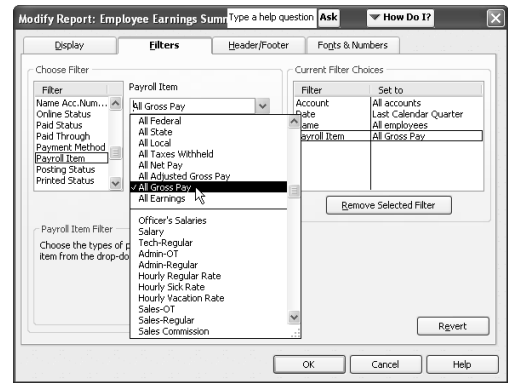 Modify Report: Employee Earnings Summ
Type a help question Ask How Do I?
Display Filters Header/Footer Fonts & Numbers
Choose Filter
Filter
Name Acc.Num...
Online Status
Paid Status
Paid Through
Payment Method
Payroll Item
Posting Status
Printed Status
Payroll Item
All Gross Pay
All Federal
All State
All Local
All Taxes Withheld
All Net Pay
All Adjusted Gross Pay
All Gross Pay
All Earnings
Officer's Salaries
Salary
Tech-Regular
Admin-OT
Admin-Regular
Hourly Regular Rate
Hourly Sick Rate
Hourly Vacation Rate
Sales-OT
Sales-Regular
Sales Commission
Payroll Item Filter
Choose the types of p
item from the drop-do
Current Filter Choices
Filter Set to
Account All accounts
Date Last Calendar Quarter
Name All employees
Payroll Item All Gross Pay
Remove Selected Filter
Revert
OK Cancel Help